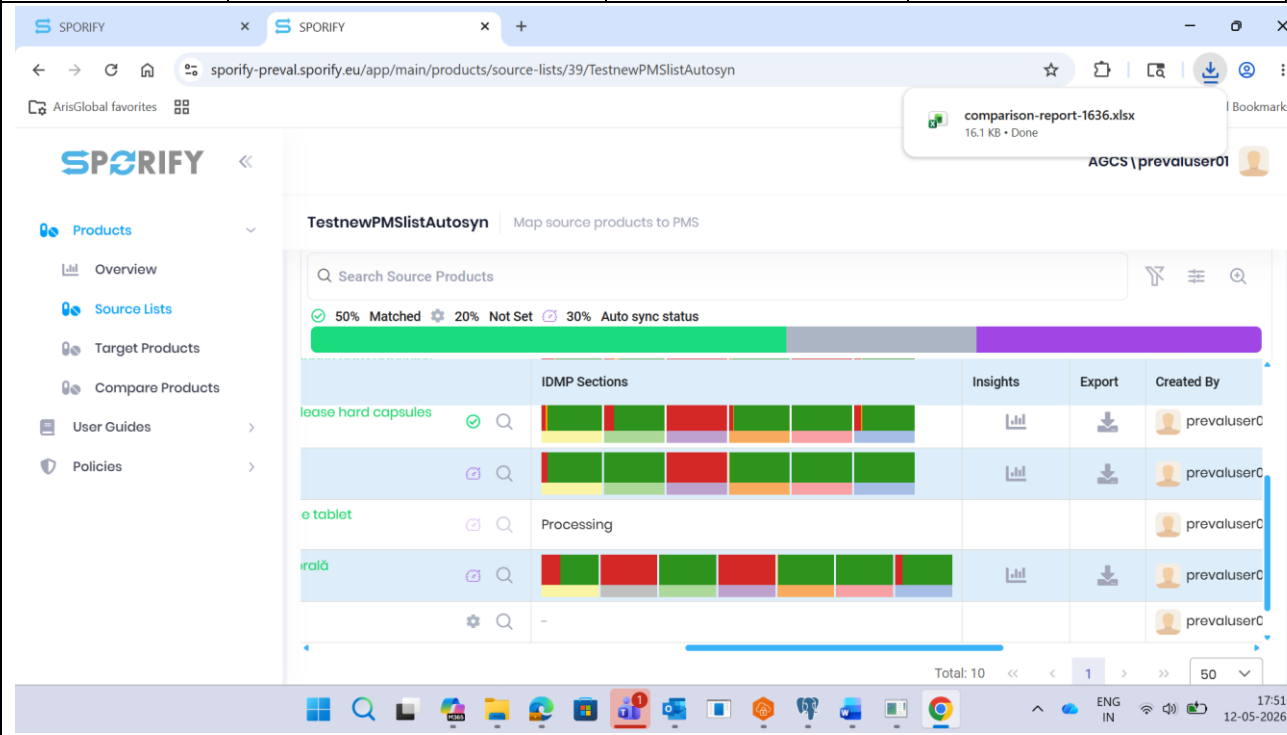 SPORIFY
SPORIFY
sporify-preval.sporify.eu/app/main/products/source-lists/39/TestnewPMSlistAutosyn
ArisGlobal favorites
l Bookmark
comparison-report-1636.xlsx
16.1 KB • Done
SPORIFY
AGCS\prevaluser01
TestnewPMSlistAutosyn
Map source products to PMS
Products
Overview
Source Lists
Target Products
Compare Products
User Guides
Policies
Search Source Products
50% Matched 20% Not Set 30% Auto sync status
IDMP Sections Insights Export Created By
lease hard capsules
prevaluser0
prevaluser0
e tablet
Processing
prevaluser0
orală
prevaluser0
-
prevaluser0
Total: 10 << < 1 > >> 50
M365
1
ENG
IN
17:51
12-05-2026